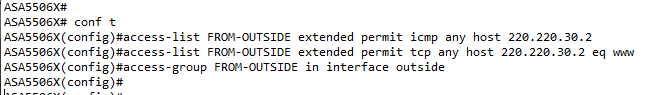 ASA5506X#
ASA5506X# conf t
ASA5506X(config)#access-list FROM-OUTSIDE extended permit icmp any host 220.220.30.2
ASA5506X(config)#access-list FROM-OUTSIDE extended permit tcp any host 220.220.30.2 eq www
ASA5506X(config)#access-group FROM-OUTSIDE in interface outside
ASA5506X(config)#